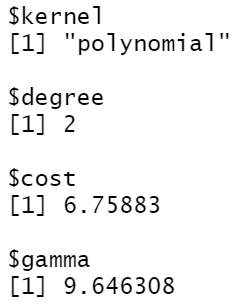 $kernel
[1] "polynomial"
$degree
[1] 2
$cost
[1] 6.75883
$gamma
[1] 9.646308